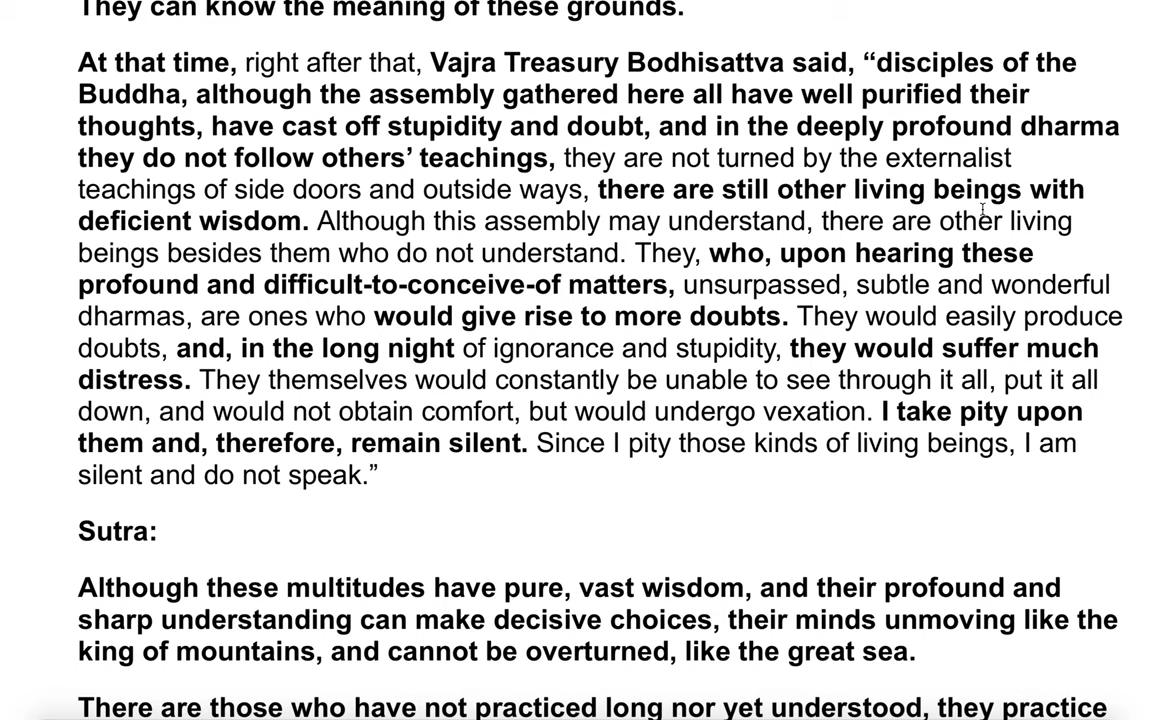 They can know the meaning of these grounds.
At that time, right after that, Vajra Treasury Bodhisattva said, “disciples of the
Buddha, although the assembly gathered here all have well purified their
thoughts, have cast off stupidity and doubt, and in the deeply profound dharma
they do not follow others’ teachings, they are not turned by the externalist
teachings of side doors and outside ways, there are still other living beings with
deficient wisdom. Although this assembly may understand, there are other living
beings besides them who do not understand. They, who, upon hearing these
profound and difficult-to-conceive-of matters, unsurpassed, subtle and wonderful
dharmas, are ones who would give rise to more doubts. They would easily produce
doubts, and, in the long night of ignorance and stupidity, they would suffer much
distress. They themselves would constantly be unable to see through it all, put it all
down, and would not obtain comfort, but would undergo vexation. I take pity upon
them and, therefore, remain silent. Since I pity those kinds of living beings, I am
silent and do not speak.”
Sutra:
Although these multitudes have pure, vast wisdom, and their profound and
sharp understanding can make decisive choices, their minds unmoving like the
king of mountains, and cannot be overturned, like the great sea.
There are those who have not practiced long nor yet understood, they practice